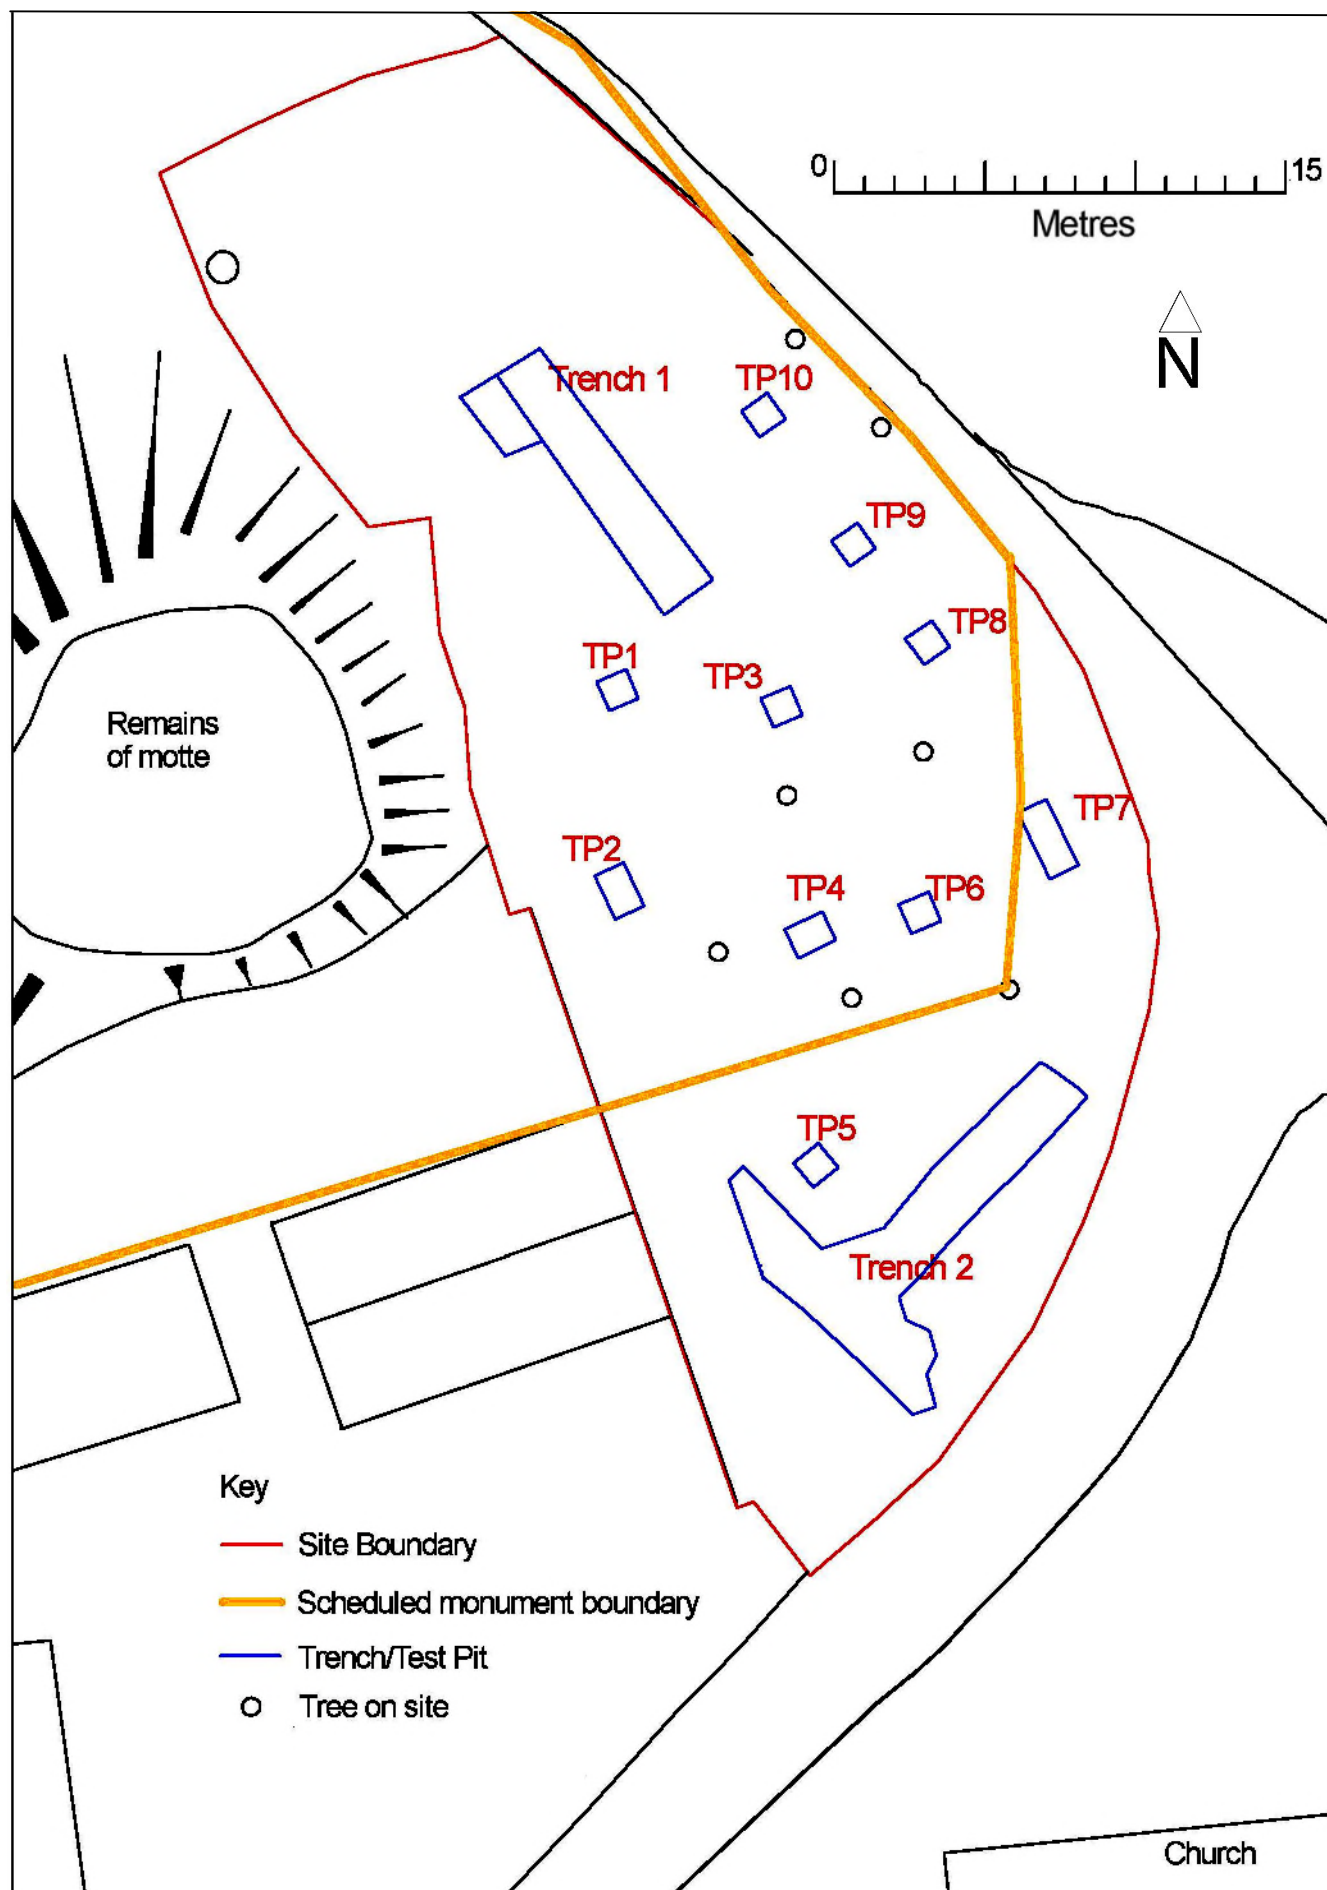 0
15
Metres
N
Trench 1
TP10
TP9
TP8
TP1
TP3
Remains
of motte
TP7
TP2
TP4
TP6
TP5
Trench 2
Key
Site Boundary
Scheduled monument boundary
Trench/Test Pit
Tree on site
Church